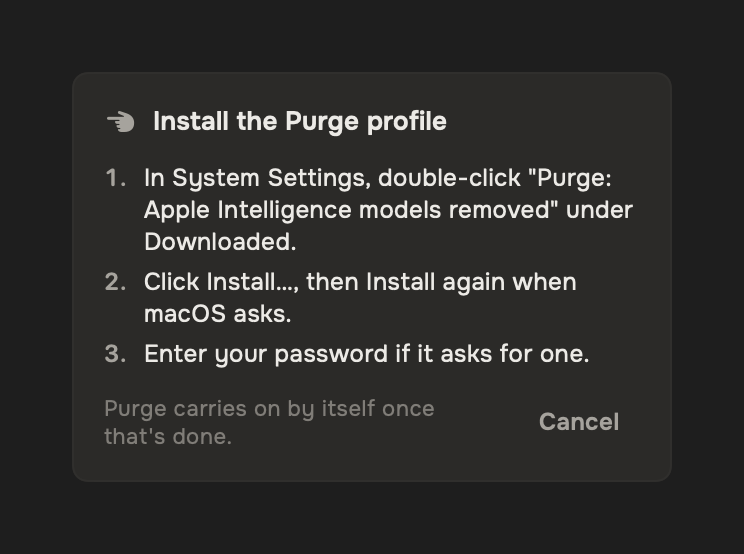 Install the Purge profile
1. In System Settings, double-click "Purge:
Apple Intelligence models removed" under
Downloaded.
2. Click Install..., then Install again when
macOS asks.
3. Enter your password if it asks for one.
Purge carries on by itself once
that's done.
Cancel